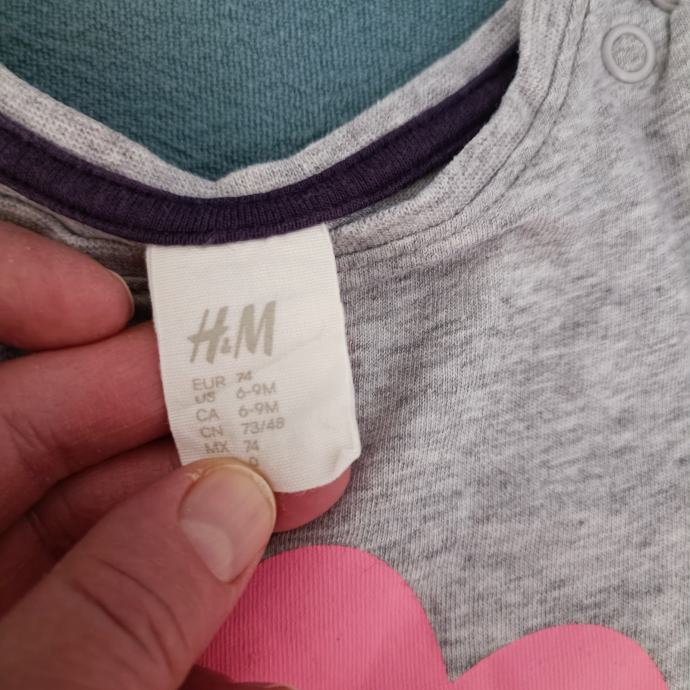 H&M
EUR 74
US 6-9M
CA 6-9M
CN 73/48
MX 74